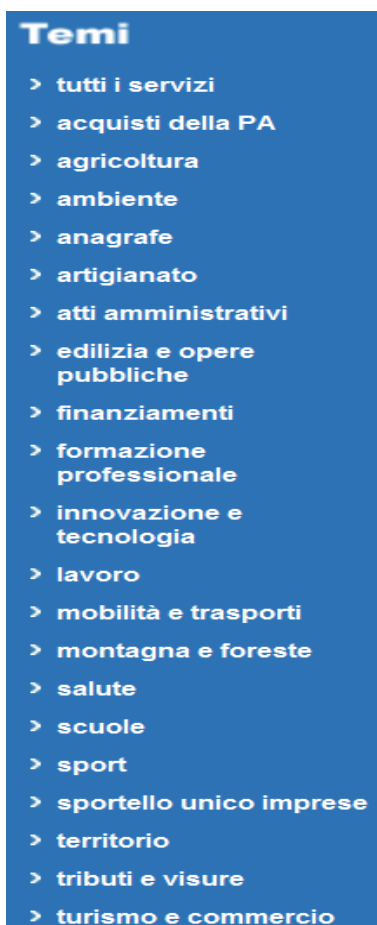 Temi
> tutti i servizi
> acquisti della PA
> agricoltura
> ambiente
> anagrafe
> artigianato
> atti amministrativi
> edilizia e opere
pubbliche
> finanziamenti
> formazione
professionale
> innovazione e
tecnologia
> lavoro
> mobilità e trasporti
> montagna e foreste
> salute
> scuole
> sport
> sportello unico imprese
> territorio
> tributi e visure
> turismo e commercio